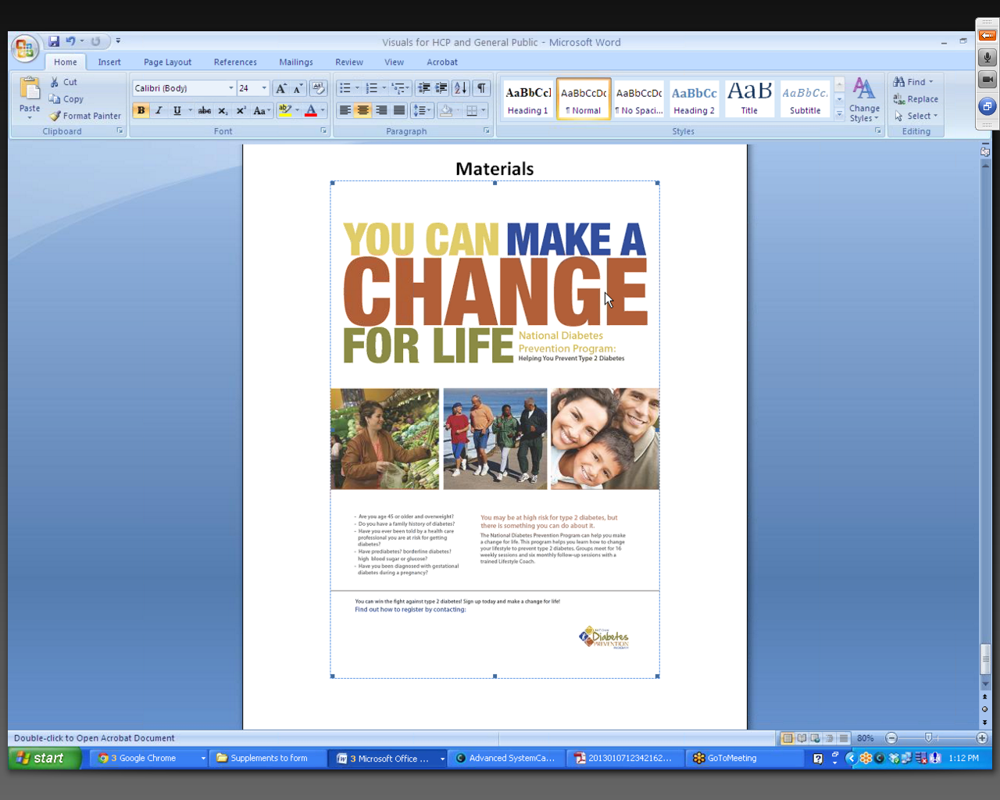 Visuals for HCP and General Public - Microsoft Word
Home Insert Page Layout References Mailings Review View Acrobat
Paste
Cut
Copy
Format Painter
Clipboard
Calibri (Body) 24
B I U abc x₂ x² Aa
Font
Paragraph
AaBbCcI AaBbCcDc AaBbCcDc AaBbCc AaB AaBbCc.
Heading 1 ¶ Normal ¶ No Spaci... Heading 2 Title Subtitle
Change Styles
Styles
Find
Replace
Select
Editing
Materials
YOU CAN MAKE A
CHANGE
FOR LIFE
National Diabetes
Prevention Program:
Helping You Prevent Type 2 Diabetes
– Are you age 45 or older and overweight?
– Do you have a family history of diabetes?
– Have you ever been told by a health care
professional you are at risk for getting
diabetes?
– Have prediabetes? borderline diabetes?
high blood sugar or glucose?
– Have you been diagnosed with gestational
diabetes during a pregnancy?
You may be at high risk for type 2 diabetes, but
there is something you can do about it.
The National Diabetes Prevention Program can help you make
a change for life. This program helps you learn how to change
your lifestyle to prevent type 2 diabetes. Groups meet for 16
weekly sessions and six monthly follow-up sessions with a
trained Lifestyle Coach.
You can win the fight against type 2 diabetes! Sign up today and make a change for life!
Find out how to register by contacting:
Diabetes
PREVENTION
PROGRAM
Double-click to Open Acrobat Document
80%
start
3 Google Chrome
Supplements to form
3 Microsoft Office ...
Advanced SystemCa...
2013010712342162...
GoToMeeting
1:12 PM